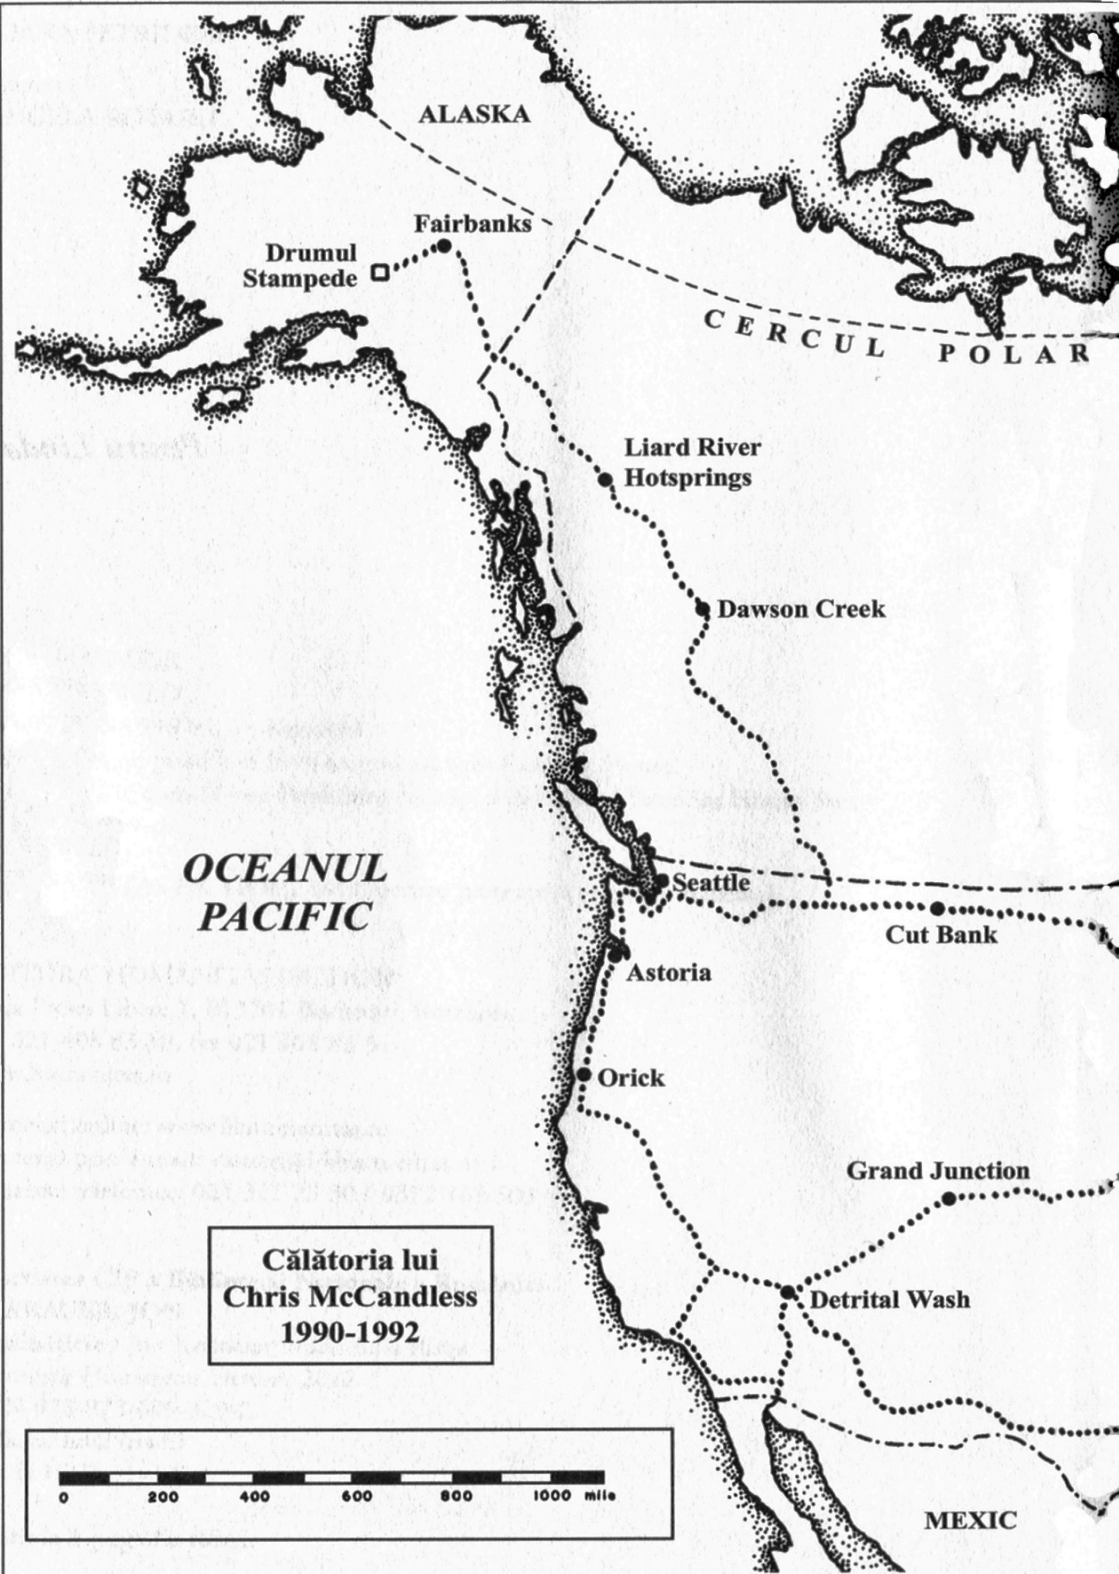 ALASKA
Fairbanks
Drumul
Stampede
CERCUL POLAR
Liard River
Hotsprings
Dawson Creek
OCEANUL
PACIFIC
Seattle
Cut Bank
Astoria
Orick
Grand Junction
Călătoria lui
Chris McCandless
1990-1992
Detrital Wash
0 200 400 600 800 1000 mile
MEXIC